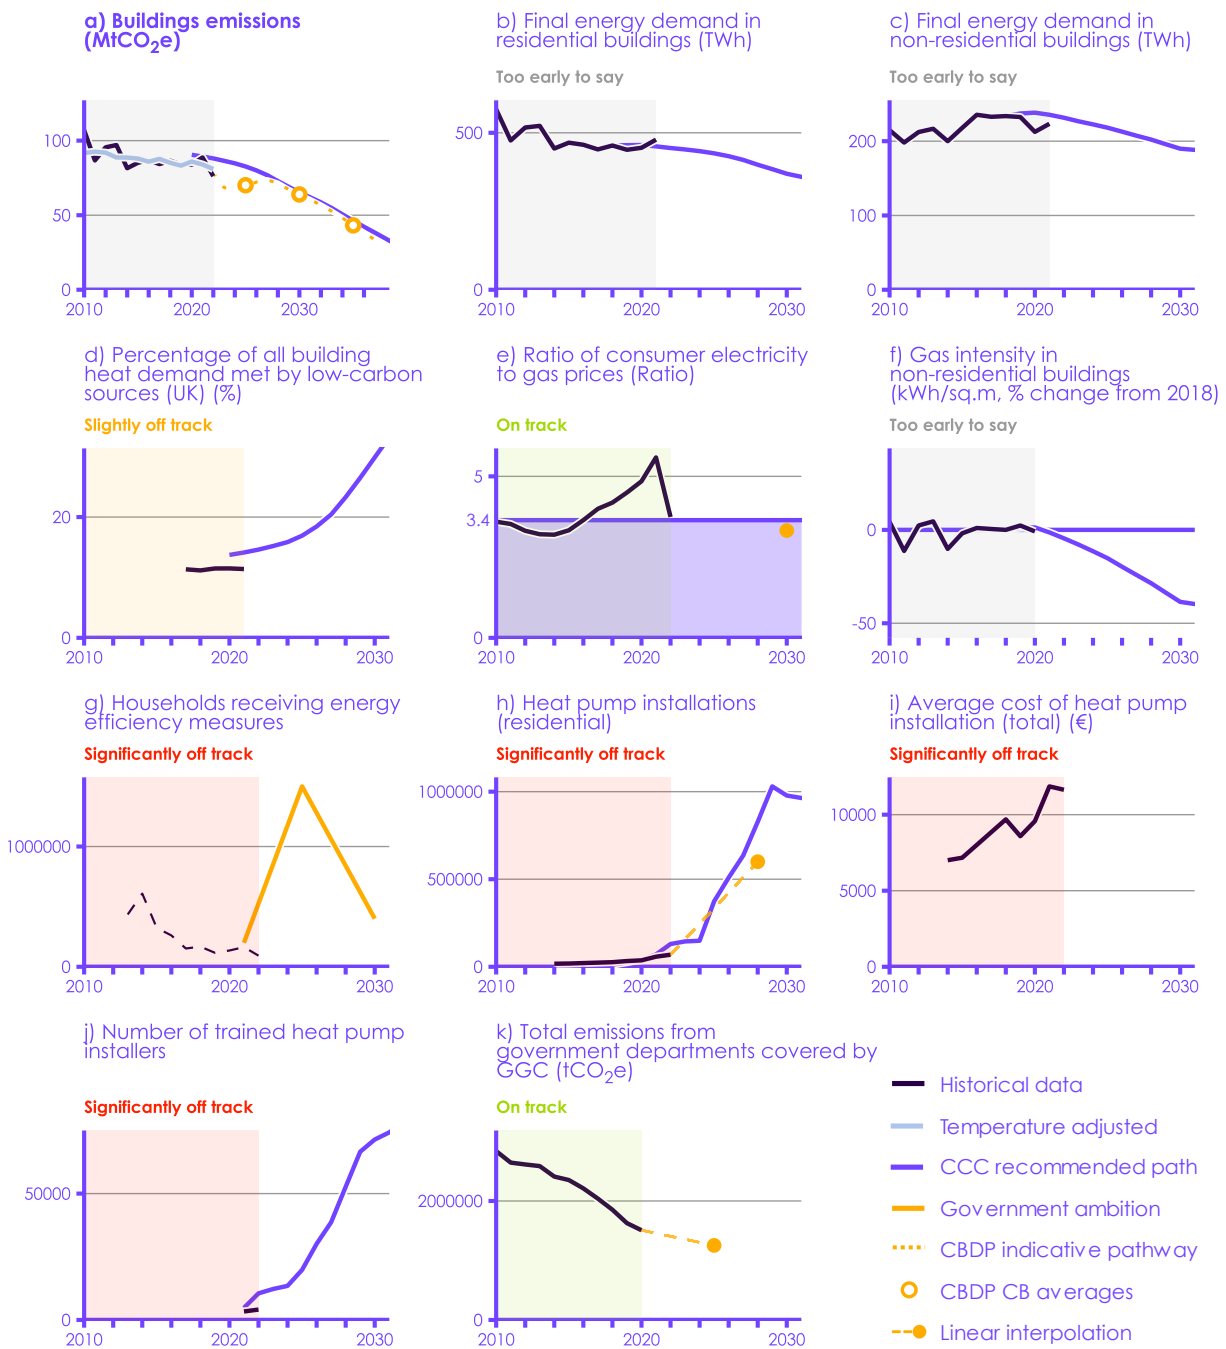 a) Buildings emissions
(MtCO2e)
100
50
0
2010
2020
2030
b) Final energy demand in
residential buildings (TWh)
Too early to say
500
0
2010
2020
2030
c) Final energy demand in
non-residential buildings (TWh)
Too early to say
200
100
0
2010
2020
2030
d) Percentage of all building
heat demand met by low-carbon
sources (UK) (%)
Slightly off track
20
0
2010
2020
2030
e) Ratio of consumer electricity
to gas prices (Ratio)
On track
5
3.4
0
2010
2020
2030
f) Gas intensity in
non-residential buildings
(kWh/sq.m, % change from 2018)
Too early to say
0
-50
2010
2020
2030
g) Households receiving energy
efficiency measures
Significantly off track
1000000
0
2010
2020
2030
h) Heat pump installations
(residential)
Significantly off track
1000000
500000
0
2010
2020
2030
i) Average cost of heat pump
installation (total) (€)
Significantly off track
10000
5000
0
2010
2020
2030
j) Number of trained heat pump
installers
Significantly off track
50000
0
2010
2020
2030
k) Total emissions from
government departments covered by
GGC (tCO2e)
On track
2000000
0
2010
2020
2030
Historical data
Temperature adjusted
CCC recommended path
Government ambition
CBDP indicative pathway
CBDP CB averages
Linear interpolation